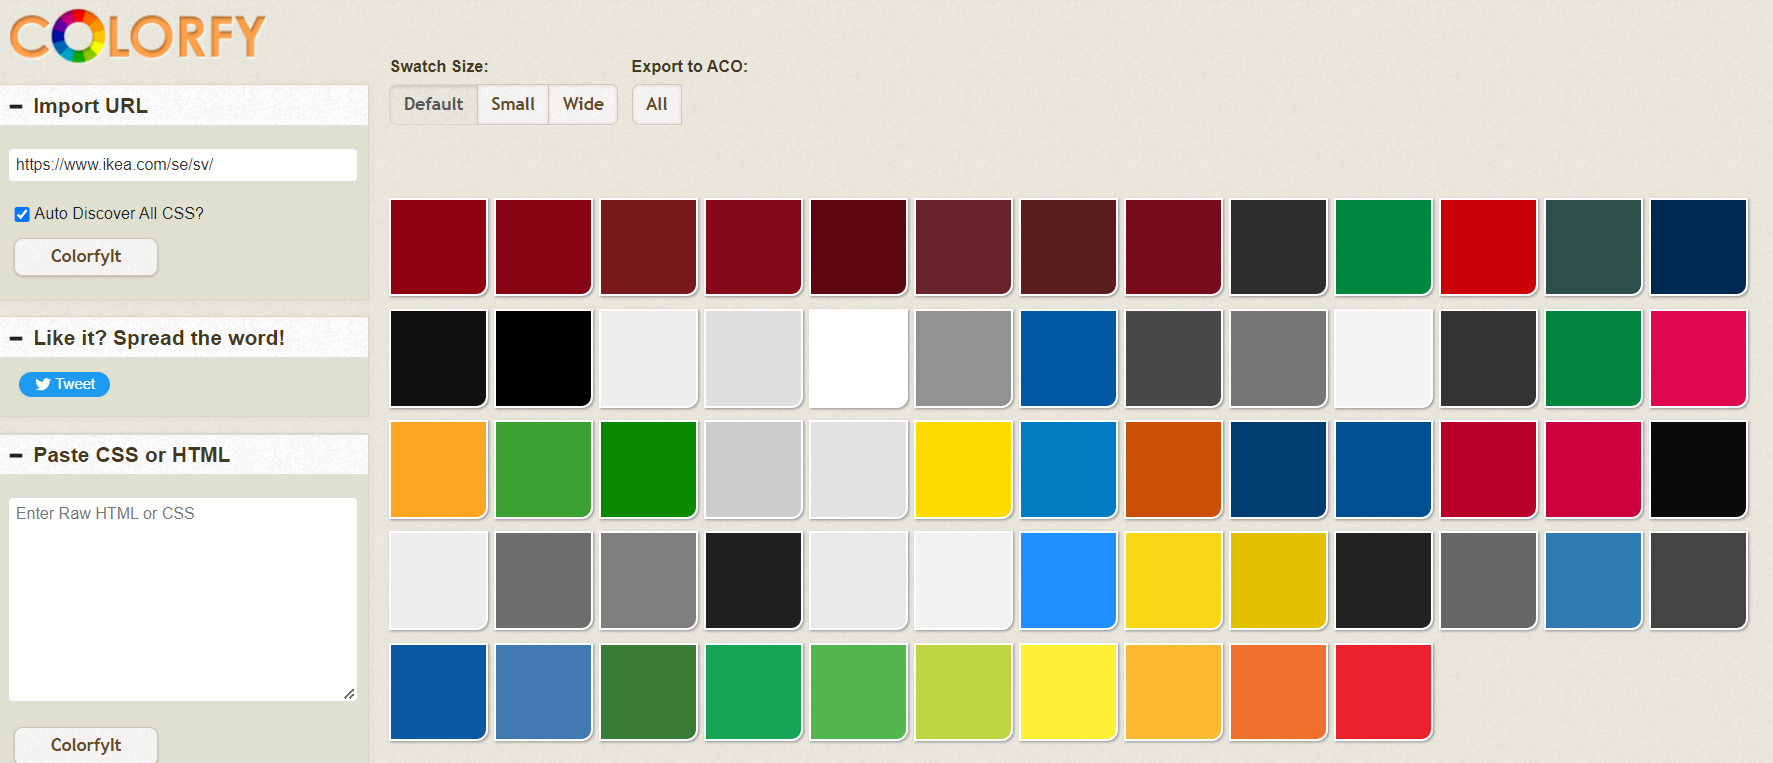 COLORFY
Import URL
https://www.ikea.com/se/sv/
Auto Discover All CSS?
ColorfyIt
Like it? Spread the word!
Tweet
Paste CSS or HTML
Enter Raw HTML or CSS
ColorfyIt
Swatch Size: Export to ACO:
Default Small Wide All